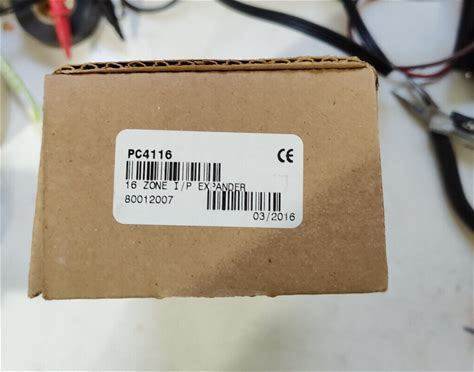 PC4116
CE
16 ZONE I/P EXPANDER
80012007
03/2016